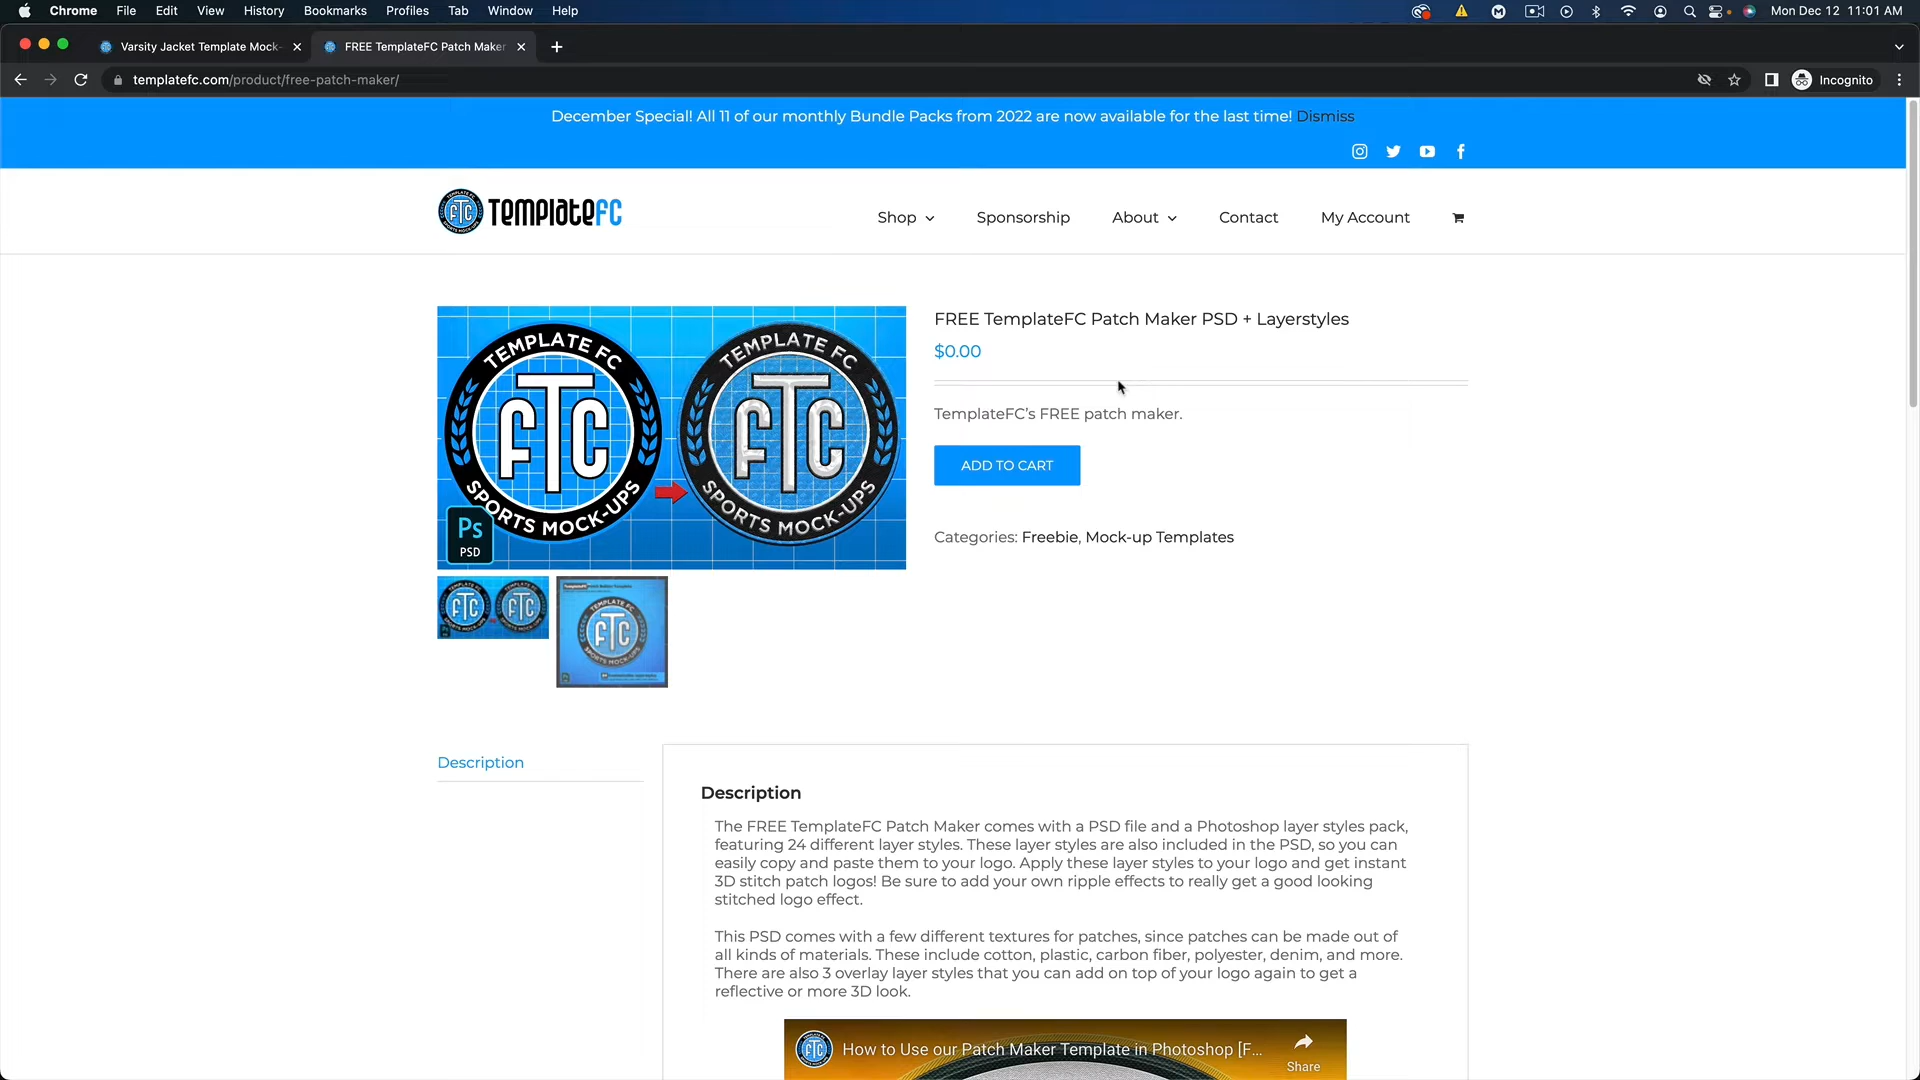 Chrome File Edit View History Bookmarks Profiles Tab Window Help Mon Dec 12 11:01 AM
Varsity Jacket Template Mock- FREE TemplateFC Patch Maker
templatefc.com/product/free-patch-maker/ Incognito
December Special! All 11 of our monthly Bundle Packs from 2022 are now available for the last time! Dismiss
TEMPLATEFC Shop Sponsorship About Contact My Account
FREE TemplateFC Patch Maker PSD + Layerstyles
$0.00
TemplateFC's FREE patch maker.
ADD TO CART
Categories: Freebie, Mock-up Templates
TEMPLATE FC TEMPLATE FC
FTC FTC
SPORTS MOCK-UPS SPORTS MOCK-UPS
Ps
PSD
TEMPLATE FC
FTC
SPORTS MOCK-UPS
Description
Description
The FREE TemplateFC Patch Maker comes with a PSD file and a Photoshop layer styles pack,
featuring 24 different layer styles. These layer styles are also included in the PSD, so you can
easily copy and paste them to your logo. Apply these layer styles to your logo and get instant
3D stitch patch logos! Be sure to add your own ripple effects to really get a good looking
stitched logo effect.
This PSD comes with a few different textures for patches, since patches can be made out of
all kinds of materials. These include cotton, plastic, carbon fiber, polyester, denim, and more.
There are also 3 overlay layer styles that you can add on top of your logo again to get a
reflective or more 3D look.
How to Use our Patch Maker Template in Photoshop [F...
Share